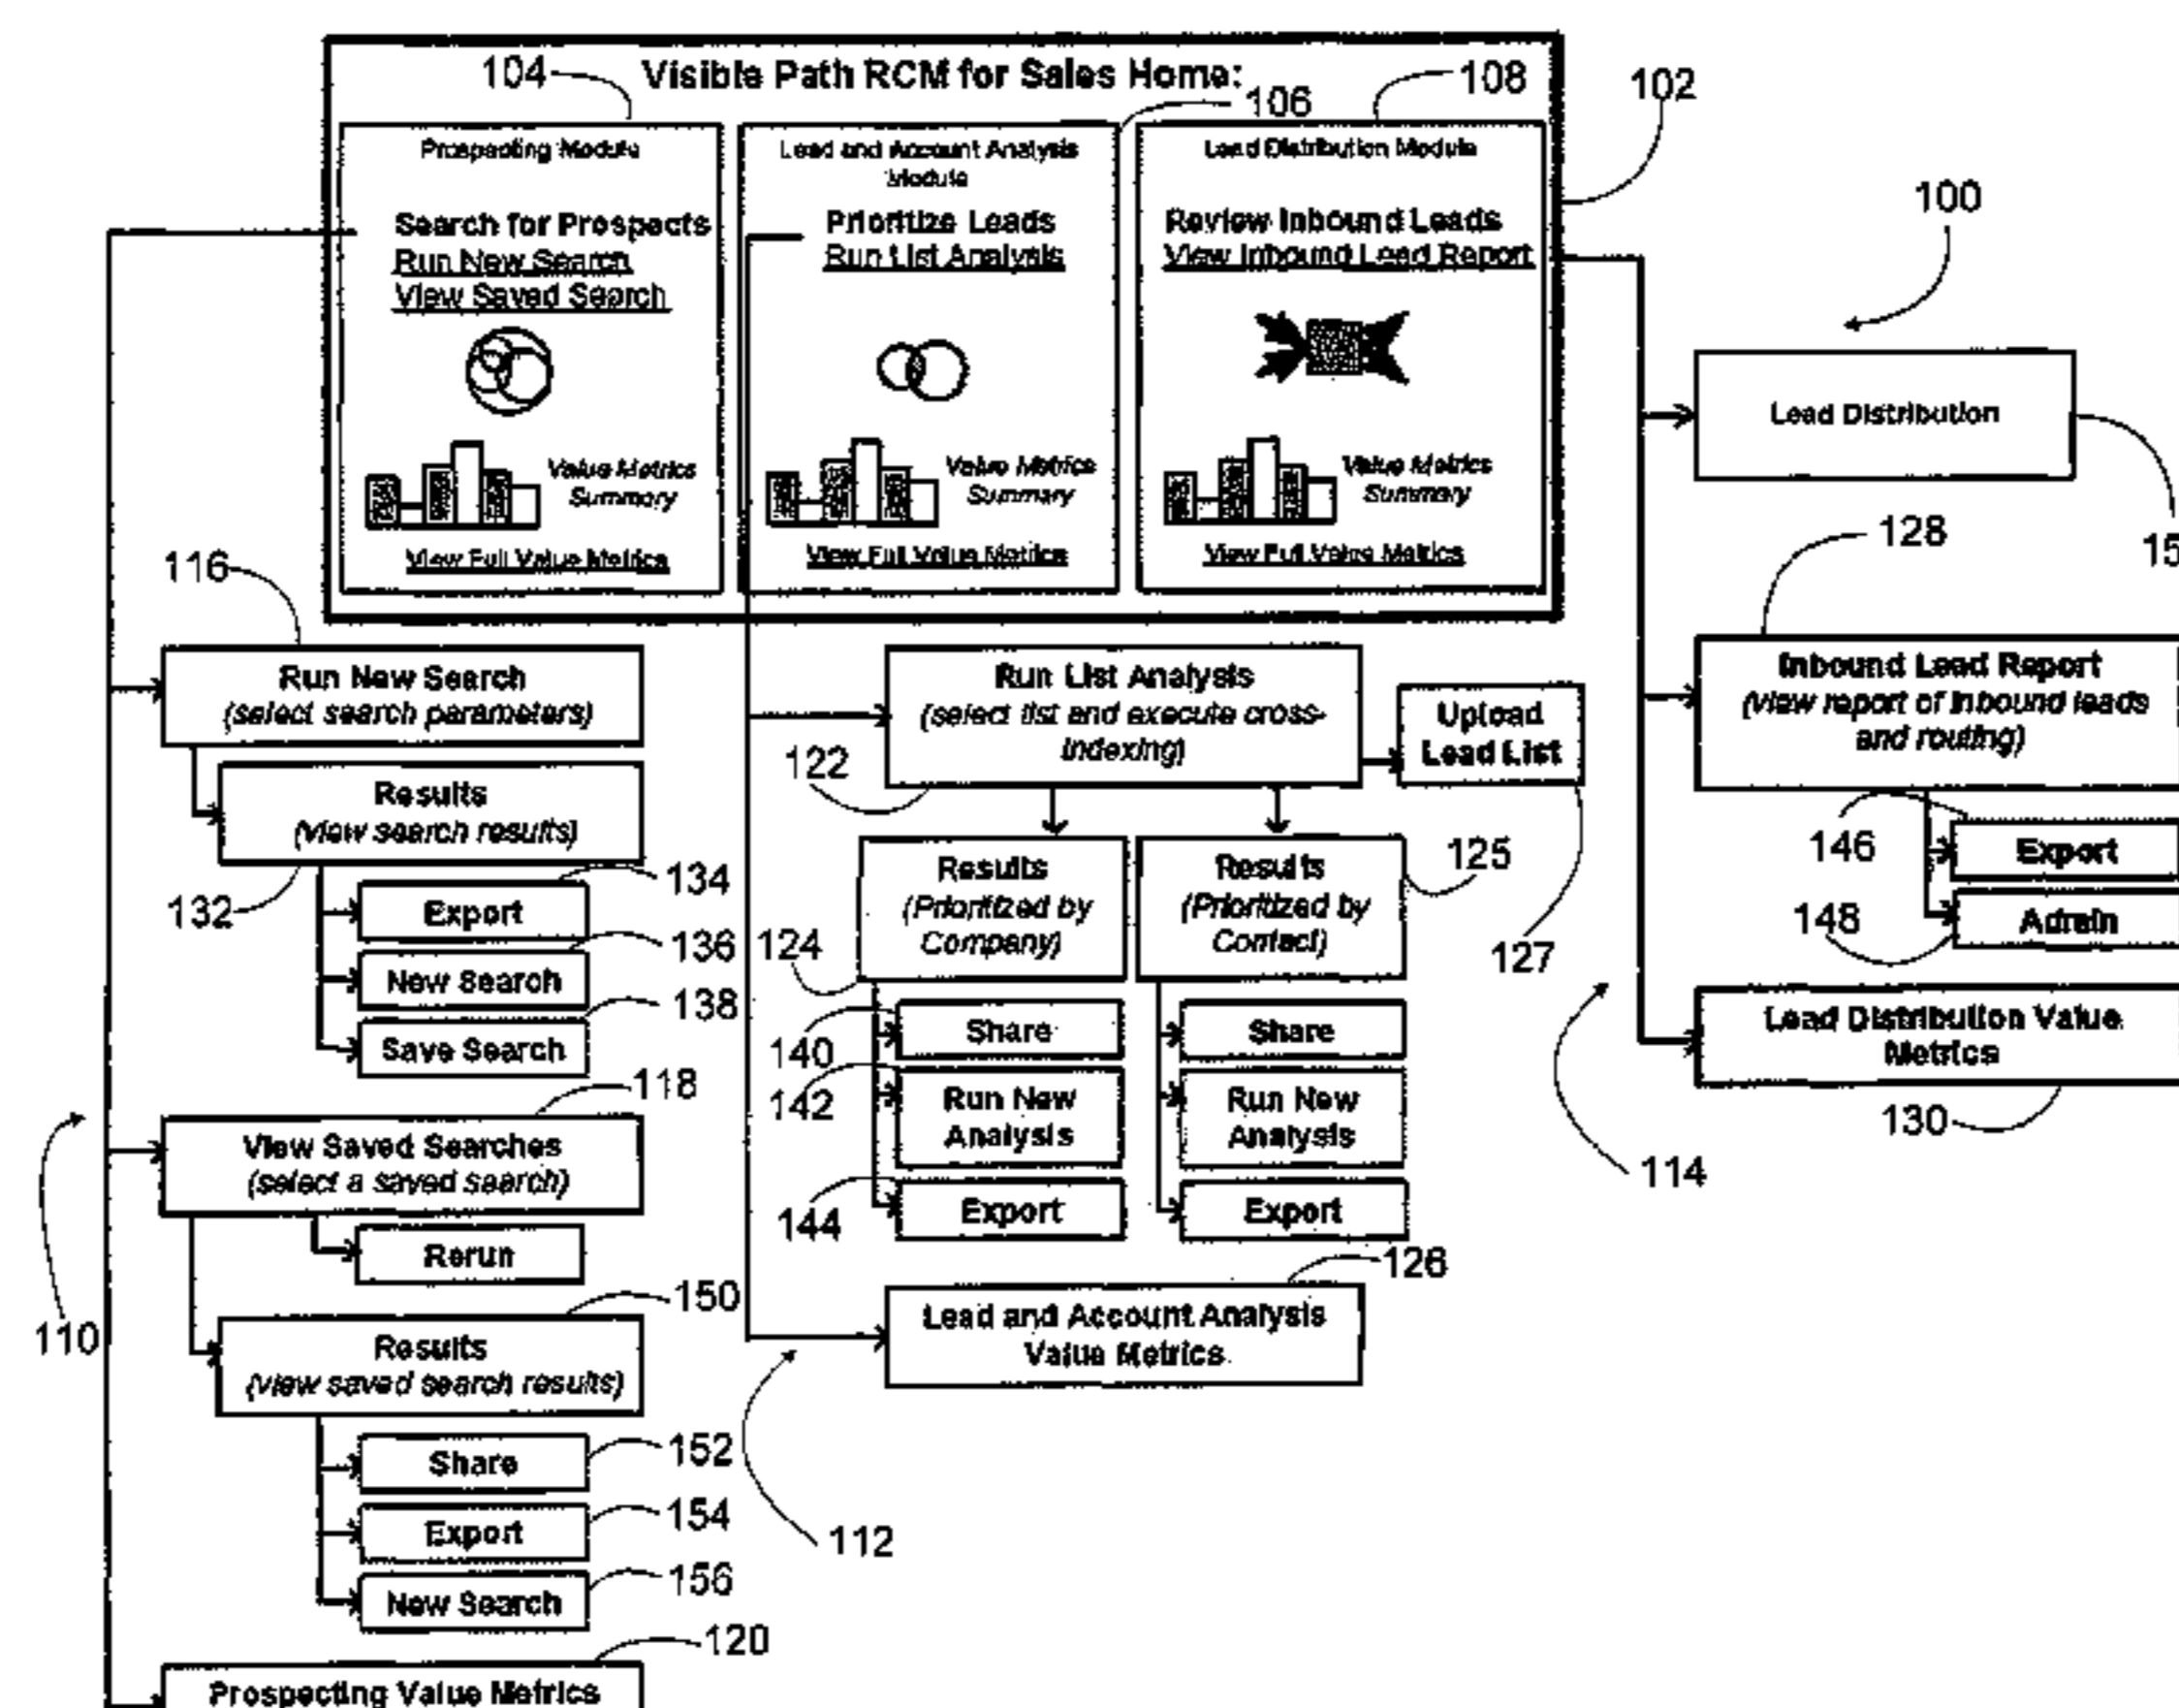 Visible Path RCM for Sales Home:
104
106
108
102
100
Prospecting Module
Search for Prospects
Run New Search
View Saved Search
Value Metrics
Summary
View Full Value Metrics
Lead and Account Analysis
Module
Prioritize Leads
Run List Analysis
Value Metrics
Summary
View Full Value Metrics
Lead Distribution Module
Review Inbound Leads
View Inbound Lead Report
Value Metrics
Summary
View Full Value Metrics
116
Run New Search
(select search parameters)
Results
(view search results)
132
134
Export
136
New Search
138
Save Search
118
View Saved Searches
(select a saved search)
Rerun
110
150
Results
(view saved search results)
Share
152
Export
154
New Search
156
120
Prospecting Value Metrics
Run List Analysis
(select list and execute cross-
indexing)
122
Upload
Lead List
127
Results
(Prioritized by
Company)
124
Results
(Prioritized by
Contact)
125
140
Share
142
Run New
Analysis
144
Export
Share
Run New
Analysis
Export
126
Lead and Account Analysis
Value Metrics
112
Lead Distribution
15
128
Inbound Lead Report
(view report of inbound leads
and routing)
146
Export
148
Admin
Lead Distribution Value
Metrics
130
114